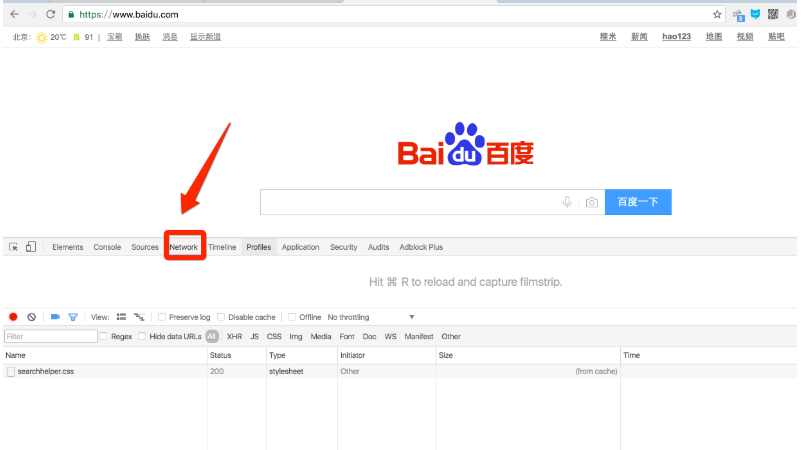 https://www.baidu.com
3
北京: 20℃ 91 | 宝箱 换肤 消息 显示频道 糯米 新闻 hao123 地图 视频 贴吧
Bai du 百度
百度一下
Elements Console Sources Network Timeline Profiles Application Security Audits Adblock Plus
Hit ⌘ R to reload and capture filmstrip.
View: Preserve log Disable cache Offline No throttling
Filter Regex Hide data URLs All XHR JS CSS Img Media Font Doc WS Manifest Other
Name Status Type Initiator Size Time
searchhelper.css 200 stylesheet Other (from cache)